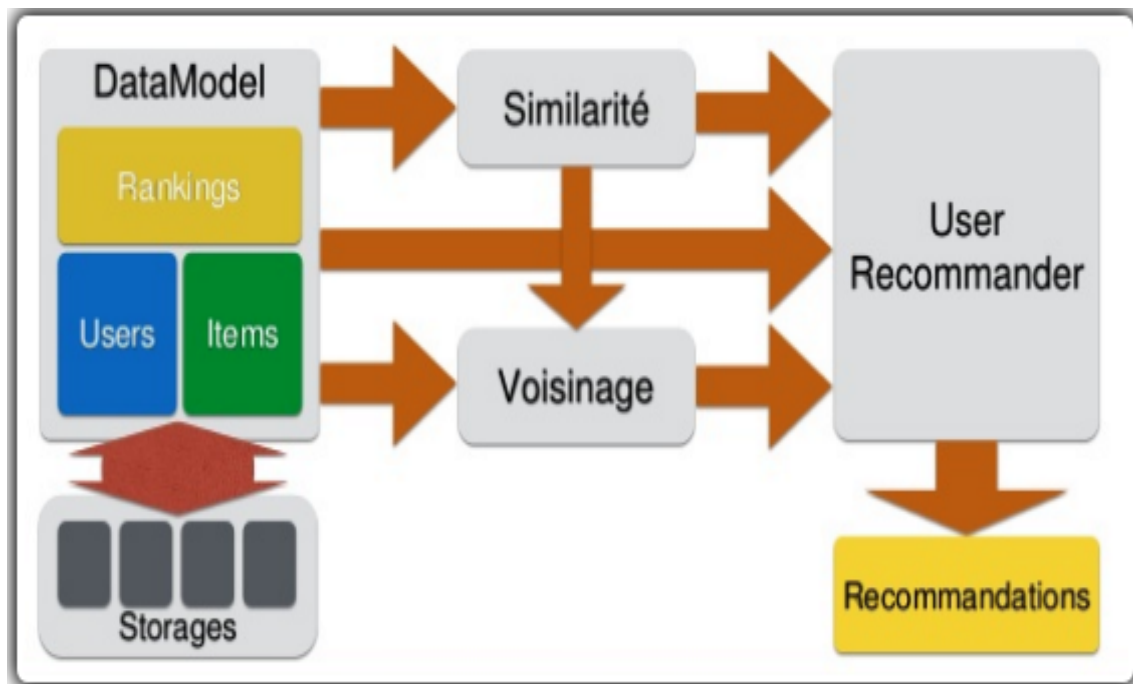 DataModel
Rankings
Users
Items
Storages
Similarité
Voisinage
User
Recommander
Recommandations